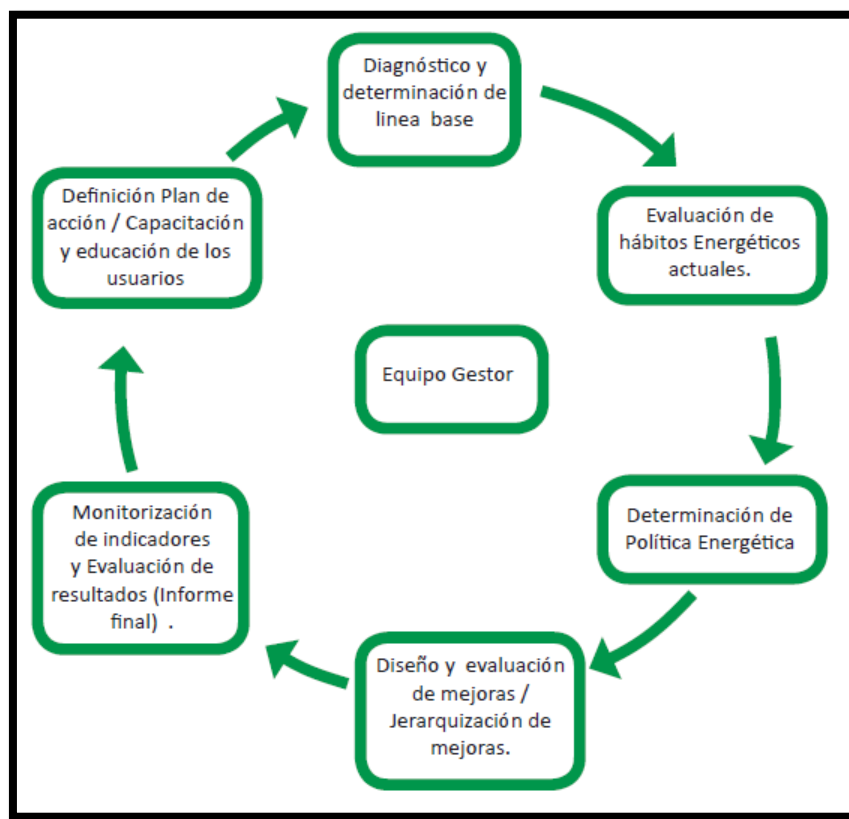 Diagnóstico y
determinación de
linea base
Evaluación de
hábitos Energéticos
actuales.
Determinación de
Política Energética
Diseño y evaluación
de mejoras /
Jerarquización de
mejoras.
Monitorización
de indicadores
y Evaluación de
resultados (Informe
final) .
Definición Plan de
acción / Capacitación
y educación de los
usuarios
Equipo Gestor